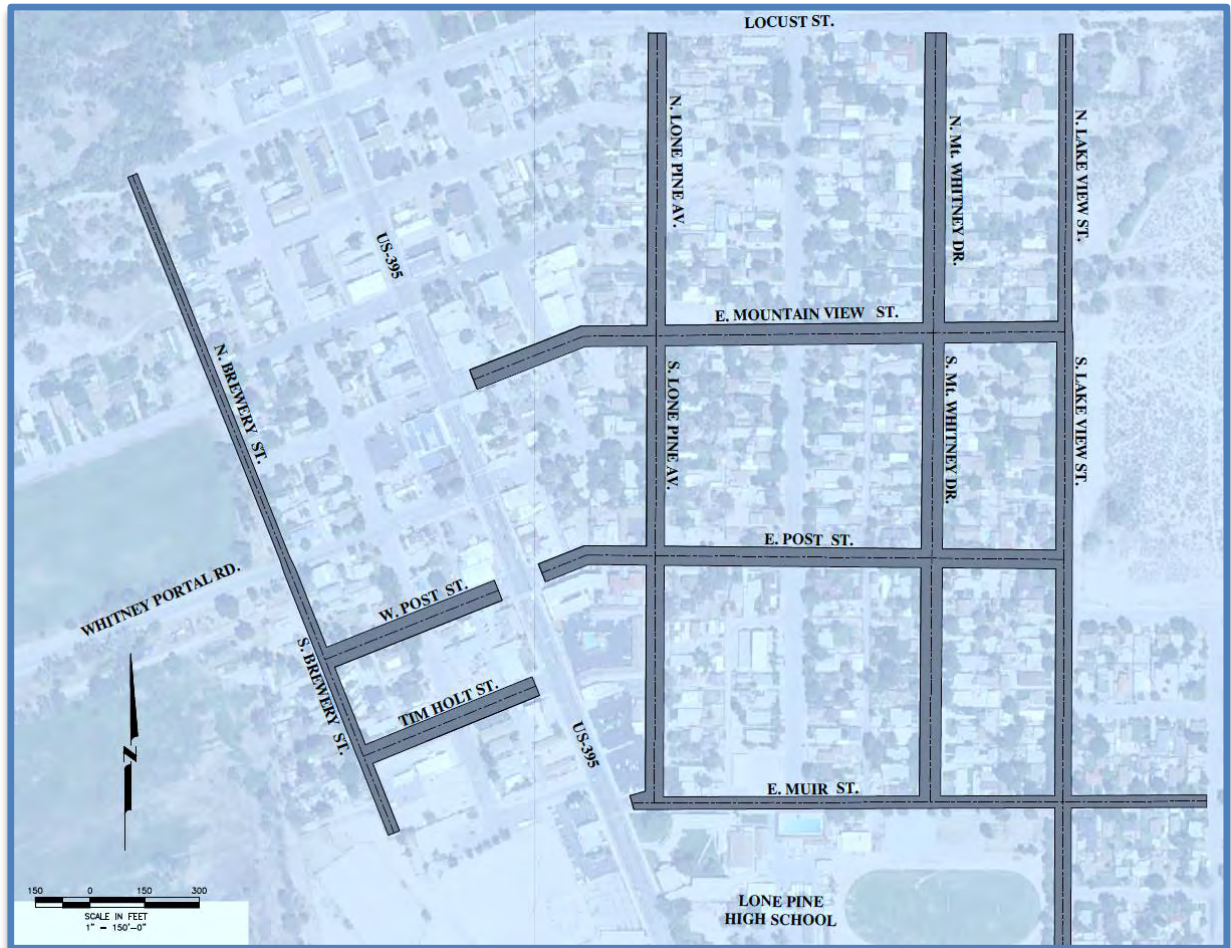 LOCUST ST.
N. LONE PINE AV.
N. Mt. WHITNEY DR.
N. LAKE VIEW ST.
US-395
E. MOUNTAIN VIEW ST.
N. BREWERY ST.
S. LONE PINE AV.
S. Mt. WHITNEY DR.
S. LAKE VIEW ST.
E. POST ST.
WHITNEY PORTAL RD.
W. POST ST.
S. BREWERY ST.
TIM HOLT ST.
US-395
N
E. MUIR ST.
150 0 150 300
SCALE IN FEET
1" = 150'-0"
LONE PINE
HIGH SCHOOL